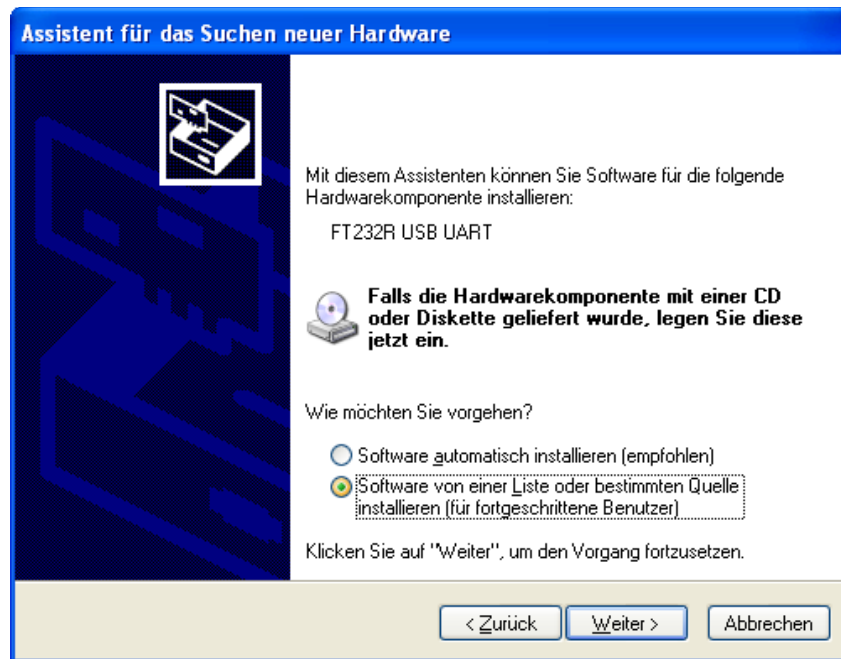 Assistent für das Suchen neuer Hardware
Mit diesem Assistenten können Sie Software für die folgende
Hardwarekomponente installieren:
FT232R USB UART
Falls die Hardwarekomponente mit einer CD
oder Diskette geliefert wurde, legen Sie diese
jetzt ein.
Wie möchten Sie vorgehen?
Software automatisch installieren (empfohlen)
Software von einer Liste oder bestimmten Quelle
installieren (für fortgeschrittene Benutzer)
Klicken Sie auf "Weiter", um den Vorgang fortzusetzen.
< Zurück Weiter > Abbrechen